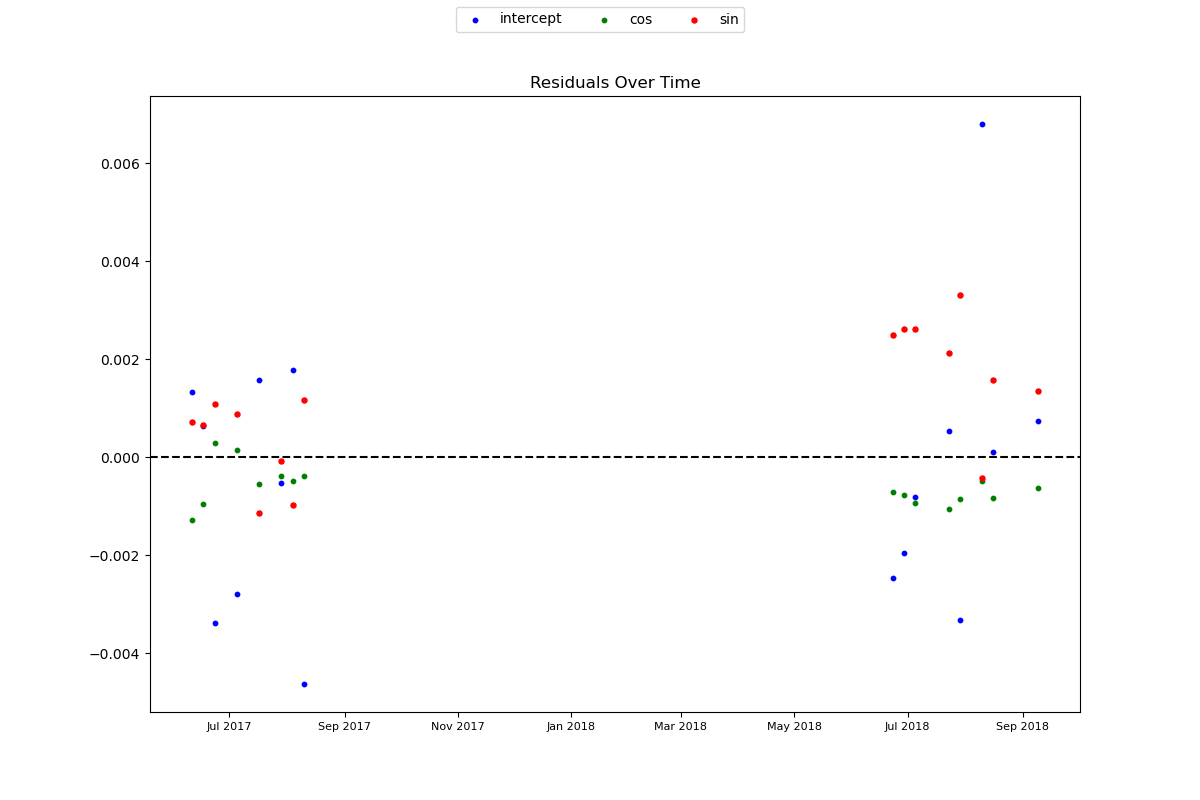 intercept cos sin
Residuals Over Time
0.006
0.004
0.002
0.000
−0.002
−0.004
Jul 2017 Sep 2017 Nov 2017 Jan 2018 Mar 2018 May 2018 Jul 2018 Sep 2018